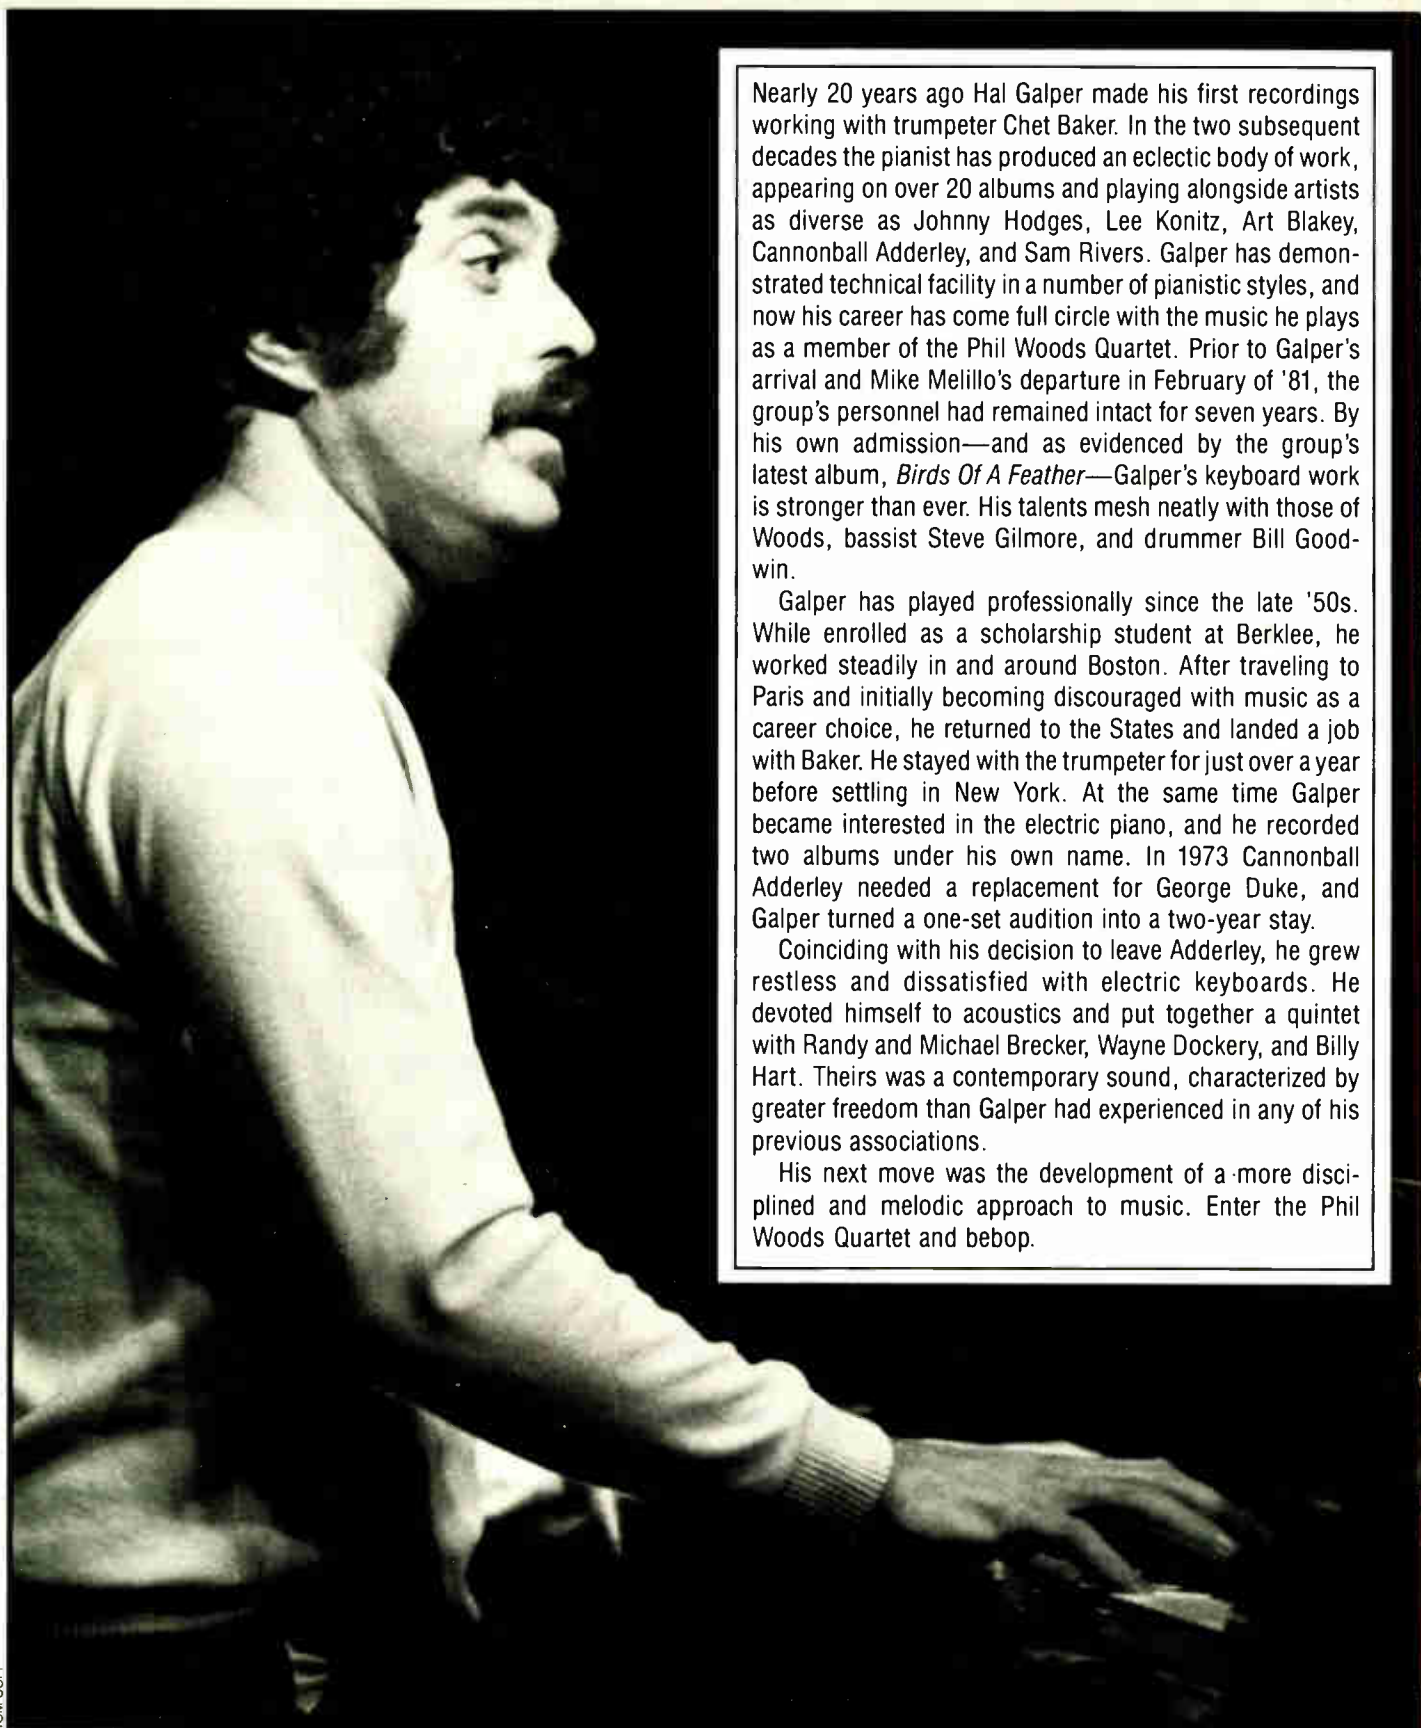 Nearly 20 years ago Hal Galper made his first recordings
working with trumpeter Chet Baker. In the two subsequent
decades the pianist has produced an eclectic body of work,
appearing on over 20 albums and playing alongside artists
as diverse as Johnny Hodges, Lee Konitz, Art Blakey,
Cannonball Adderley, and Sam Rivers. Galper has demon-
strated technical facility in a number of pianistic styles, and
now his career has come full circle with the music he plays
as a member of the Phil Woods Quartet. Prior to Galper's
arrival and Mike Melillo's departure in February of '81, the
group's personnel had remained intact for seven years. By
his own admission—and as evidenced by the group's
latest album, Birds Of A Feather—Galper's keyboard work
is stronger than ever. His talents mesh neatly with those of
Woods, bassist Steve Gilmore, and drummer Bill Good-
win.
Galper has played professionally since the late '50s.
While enrolled as a scholarship student at Berklee, he
worked steadily in and around Boston. After traveling to
Paris and initially becoming discouraged with music as a
career choice, he returned to the States and landed a job
with Baker. He stayed with the trumpeter for just over a year
before settling in New York. At the same time Galper
became interested in the electric piano, and he recorded
two albums under his own name. In 1973 Cannonball
Adderley needed a replacement for George Duke, and
Galper turned a one-set audition into a two-year stay.
Coinciding with his decision to leave Adderley, he grew
restless and dissatisfied with electric keyboards. He
devoted himself to acoustics and put together a quintet
with Randy and Michael Brecker, Wayne Dockery, and Billy
Hart. Theirs was a contemporary sound, characterized by
greater freedom than Galper had experienced in any of his
previous associations.
His next move was the development of a more disci-
plined and melodic approach to music. Enter the Phil
Woods Quartet and bebop.